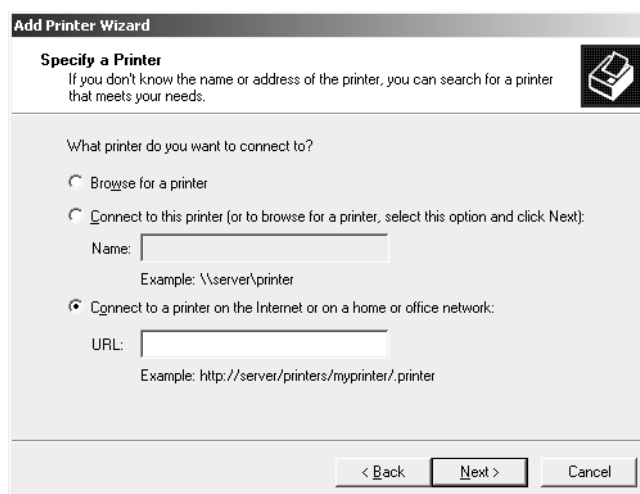 Add Printer Wizard
Specify a Printer
If you don't know the name or address of the printer, you can search for a printer
that meets your needs.
What printer do you want to connect to?
Browse for a printer
Connect to this printer (or to browse for a printer, select this option and click Next):
Name:
Example: \\server\printer
Connect to a printer on the Internet or on a home or office network:
URL:
Example: http://server/printers/myprinter/.printer
< Back Next > Cancel